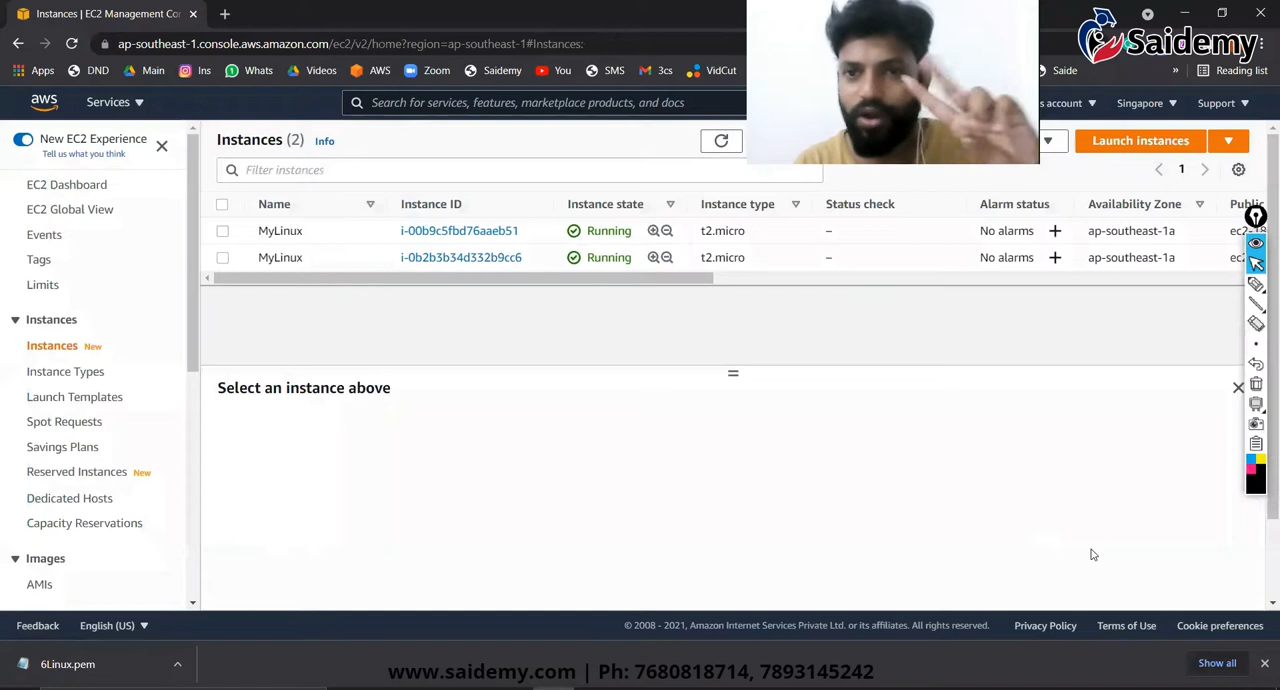 Instances | EC2 Management Co
ap-southeast-1.console.aws.amazon.com/ec2/v2/home?region=ap-southeast-1#Instances:
Apps DND Main Ins Whats Videos AWS Zoom Saidemy You SMS 3cs VidCut Saide » Reading list
Saidemy
aws Services Search for services, features, marketplace products, and docs s account Singapore Support
New EC2 Experience
Tell us what you think
EC2 Dashboard
EC2 Global View
Events
Tags
Limits
Instances
Instances New
Instance Types
Launch Templates
Spot Requests
Savings Plans
Reserved Instances New
Dedicated Hosts
Capacity Reservations
Images
AMIs
Instances (2) Info Launch instances
Filter instances 1
Name Instance ID Instance state Instance type Status check Alarm status Availability Zone Public
MyLinux i-00b9c5fbd76aaeb51 Running t2.micro – No alarms + ap-southeast-1a
MyLinux i-0b2b3b34d332b9cc6 Running t2.micro – No alarms + ap-southeast-1a
Select an instance above
Feedback English (US) © 2008 - 2021, Amazon Internet Services Private Ltd. or its affiliates. All rights reserved. Privacy Policy Terms of Use Cookie preferences
6Linux.pem Show all
www.saidemy.com | Ph: 7680818714, 7893145242